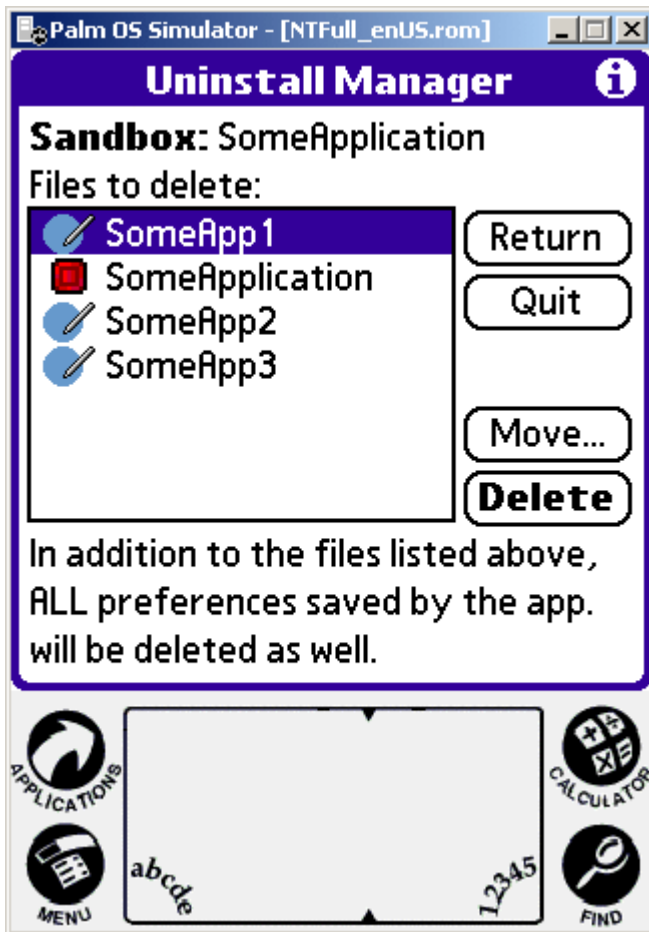 Palm OS Simulator - [NTFull_enUS.rom]
Uninstall Manager
Sandbox: SomeApplication
Files to delete:
SomeApp1
SomeApplication
SomeApp2
SomeApp3
Return
Quit
Move...
Delete
In addition to the files listed above,
ALL preferences saved by the app.
will be deleted as well.
APPLICATIONS
CALCULATOR
abcde
12345
MENU
FIND